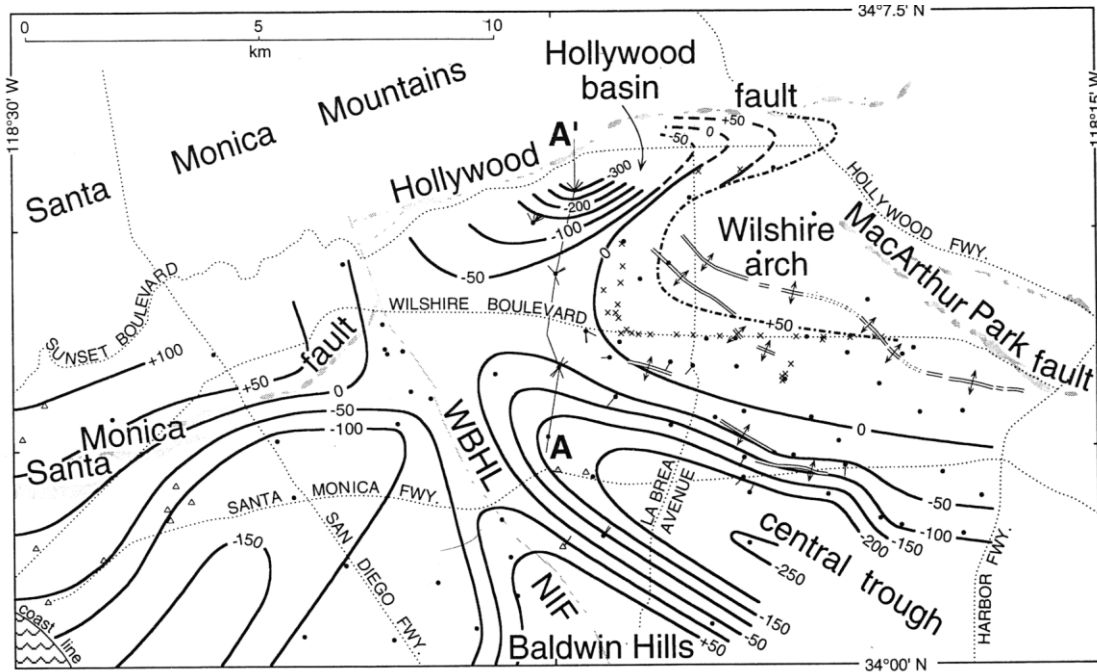 34°7.5' N
0 5 10
km
118°30' W
118°15' W
Santa Monica Mountains
Hollywood
basin
Hollywood fault
+50
0
-50
A'
-300
-200
-100
-50
0
HOLLYWOOD FWY.
Wilshire
arch
MacArthur Park fault
+50
SUNSET BOULEVARD
WILSHIRE BOULEVARD
+100
+50
0
-50
-100
Santa Monica fault
WBHL
A
0
SANTA MONICA FWY.
LA BREA
AVENUE
-50
-100
-150
-200
central trough
-250
-150
SAN DIEGO FWY.
HARBOR FWY.
NIF
-150
-50
+50
coast
line
Baldwin Hills
34°00' N